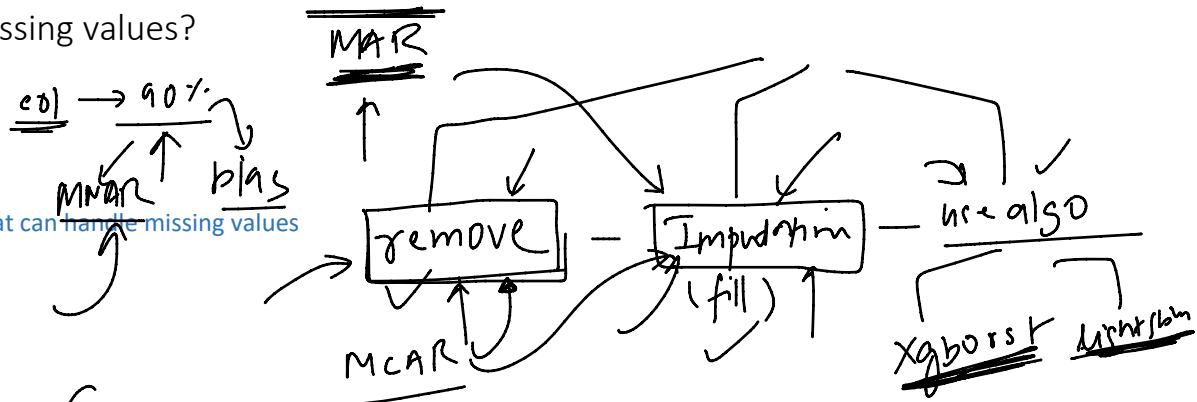 ssing values?
MAR
col → 90%
MNAR
bias
at can handle missing values
remove - Imputation - use algo
(fill)
MCAR
Xgboost